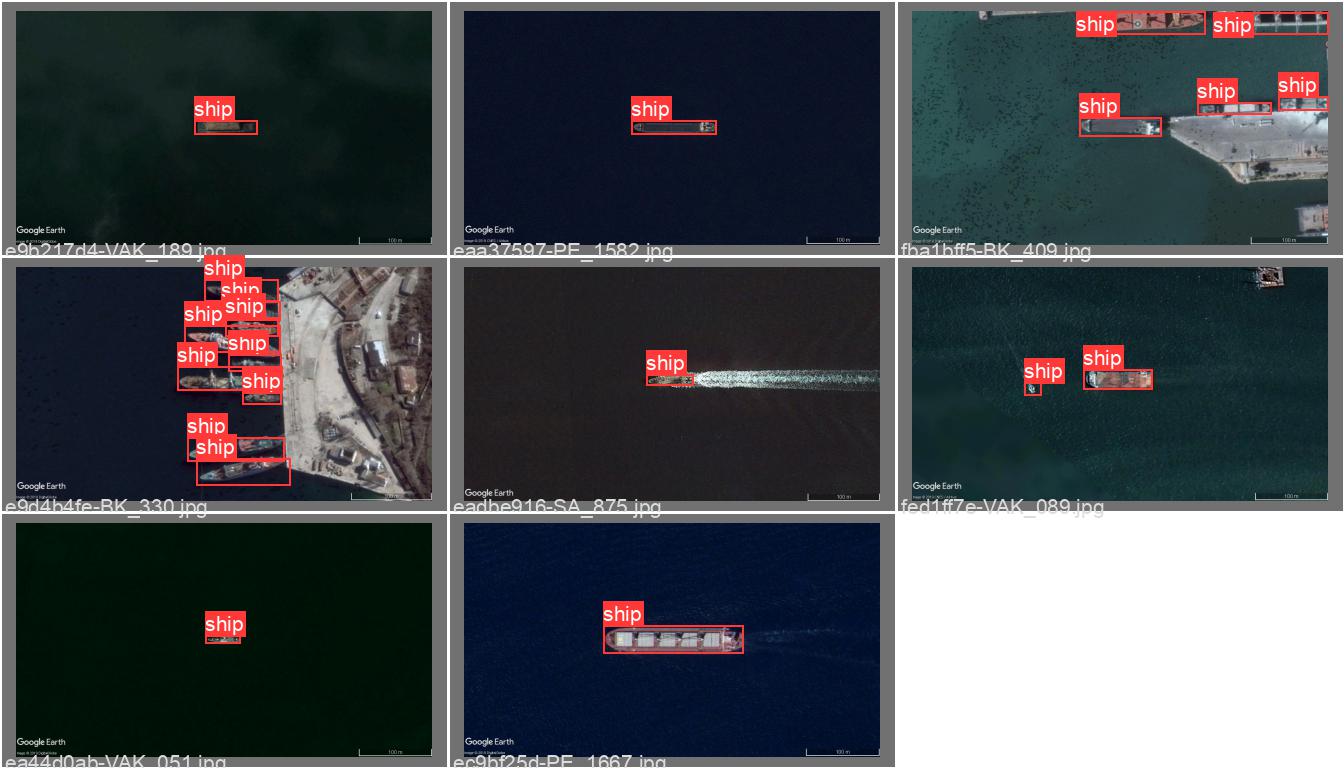 ship
Google Earth
100 m
e9b217d4-VAK_189.jpg
ship
Google Earth
100 m
eaa37597-PE_1582.jpg
ship
ship
ship
ship
ship
Google Earth
100 m
fba1bff5-BK_409.jpg
ship
ship
ship
ship
ship
ship
ship
ship
ship
Google Earth
100 m
e9d4b4fe-BK_330.jpg
ship
Google Earth
100 m
eadbe916-SA_875.jpg
ship
ship
Google Earth
100 m
fed1ff7e-VAK_089.jpg
ship
Google Earth
100 m
ea44d0ab-VAK_051.jpg
ship
Google Earth
100 m
ec9bf25d-PE_1667.jpg